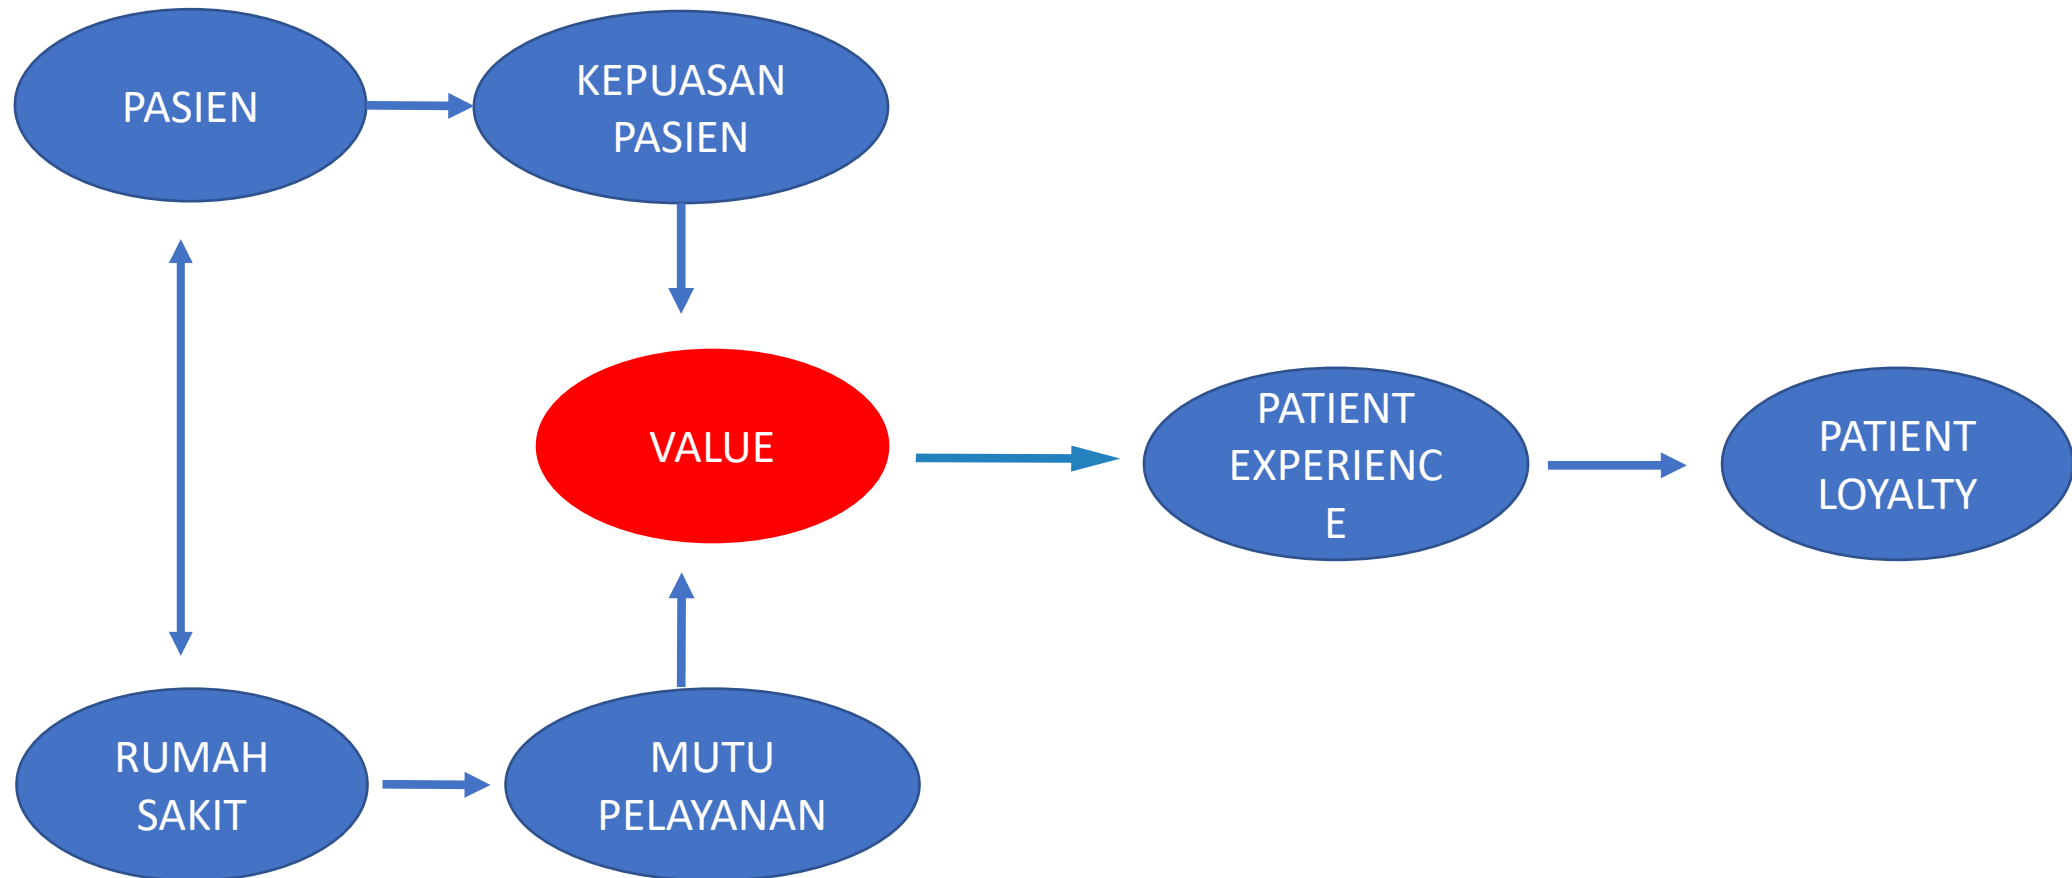 PASIEN
KEPUASAN
PASIEN
VALUE
PATIENT
EXPERIENC
E
PATIENT
LOYALTY
RUMAH
SAKIT
MUTU
PELAYANAN